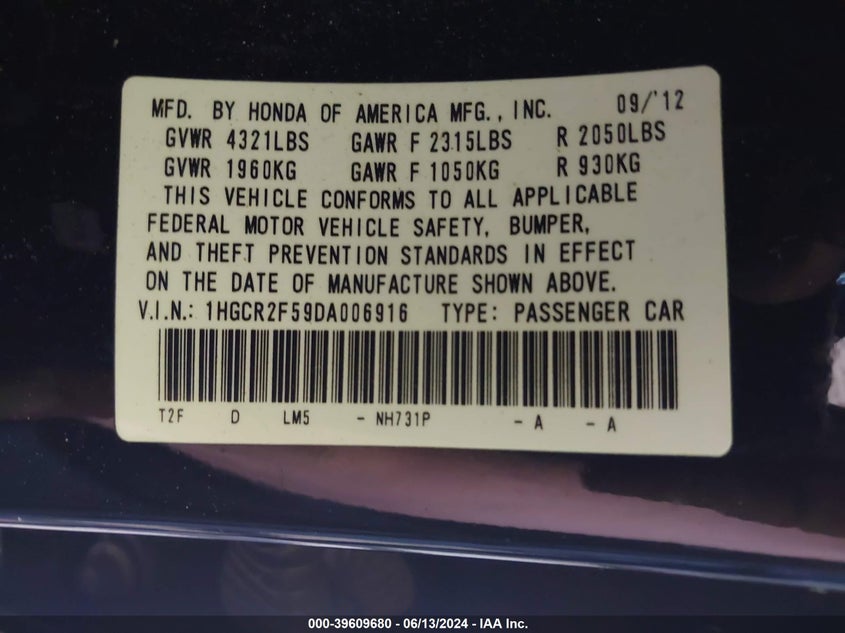 MFD. BY HONDA OF AMERICA MFG., INC. 09/'12
GVWR 4321LBS GAWR F 2315LBS R 2050LBS
GVWR 1960KG GAWR F 1050KG R 930KG
THIS VEHICLE CONFORMS TO ALL APPLICABLE
FEDERAL MOTOR VEHICLE SAFETY, BUMPER,
AND THEFT PREVENTION STANDARDS IN EFFECT
ON THE DATE OF MANUFACTURE SHOWN ABOVE.
V.I.N.: 1HGCR2F59DA006916 TYPE: PASSENGER CAR
T2F D LM5 - NH731P - A - A
000-39609680 - 06/13/2024 - IAA Inc.